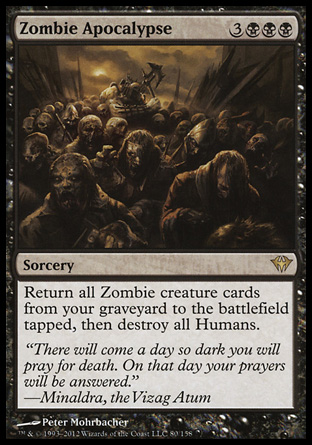 Zombie Apocalypse 3
Sorcery
Return all Zombie creature cards
from your graveyard to the battlefield
tapped, then destroy all Humans.
“There will come a day so dark you will
pray for death. On that day your prayers
will be answered.”
—Minaldra, the Vizag Atum
Peter Mohrbacher
™ & © 1993–2012 Wizards of the Coast LLC 80/158